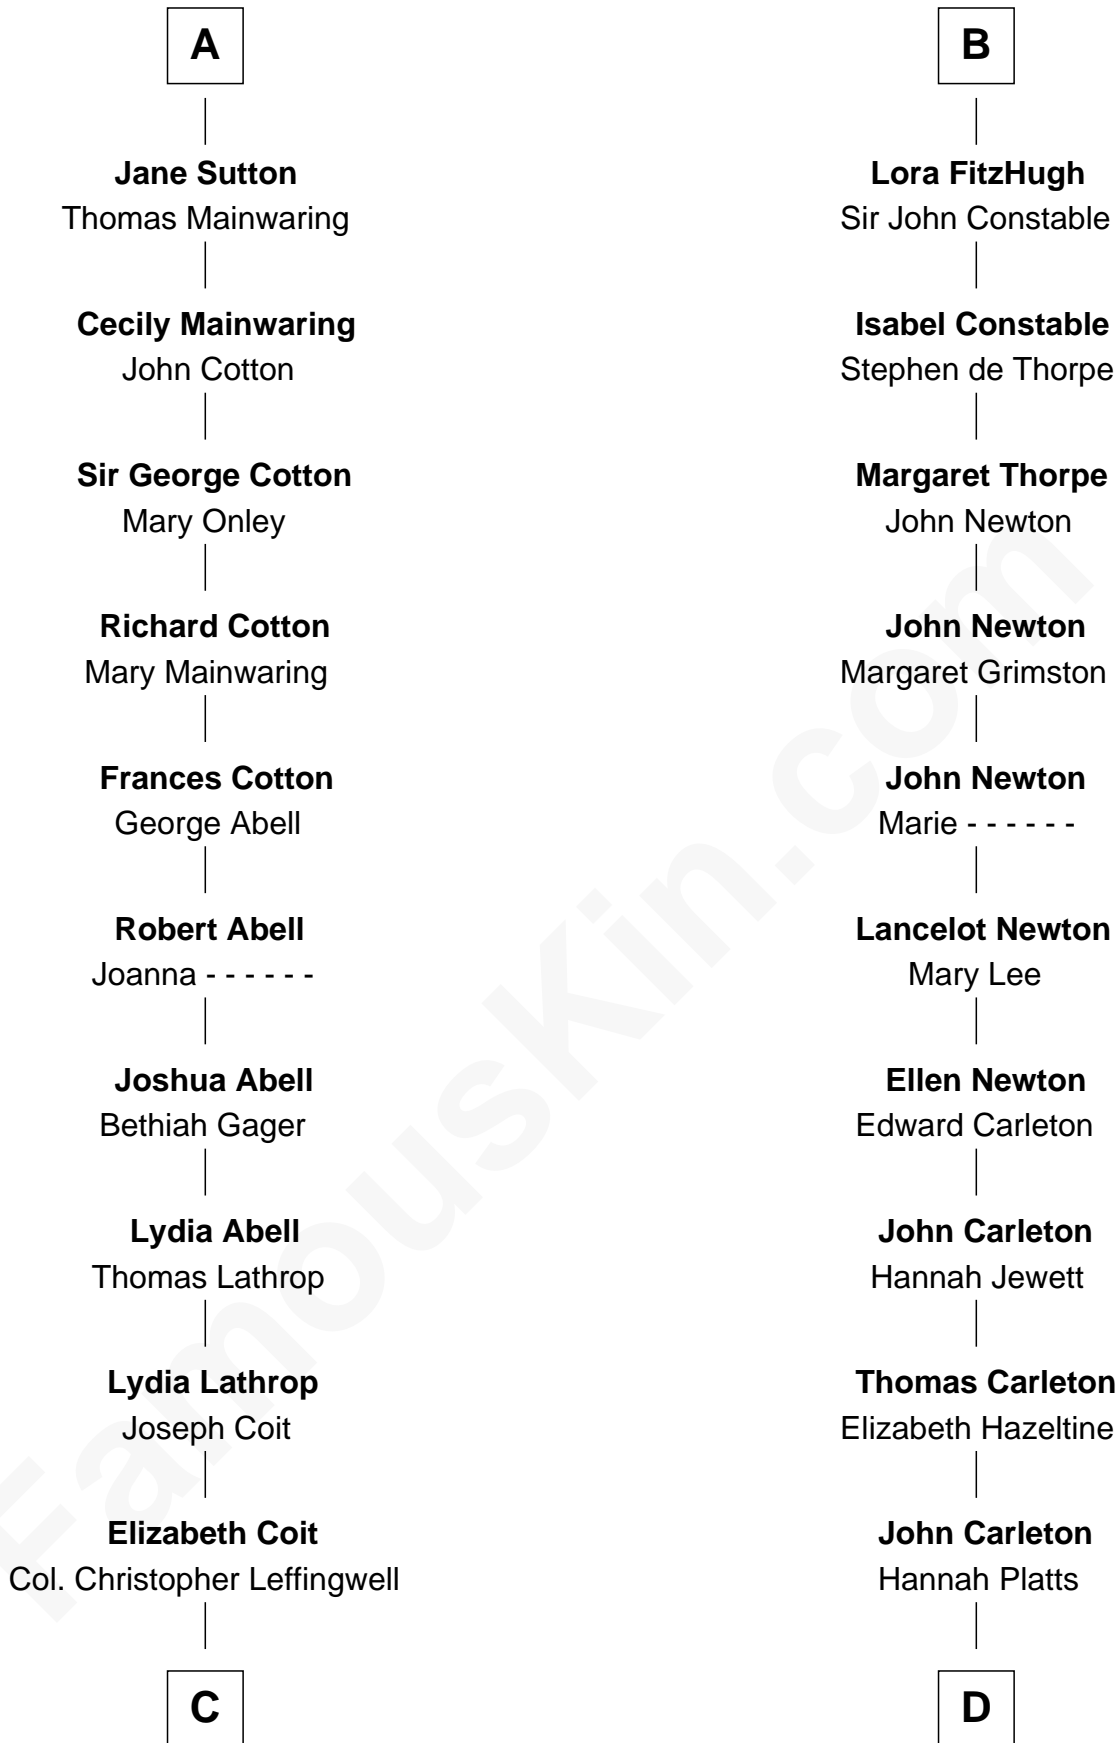 A
Jane Sutton
Thomas Mainwaring
Cecily Mainwaring
John Cotton
Sir George Cotton
Mary Onley
Richard Cotton
Mary Mainwaring
Frances Cotton
George Abell
Robert Abell
Joanna - - - - - -
Joshua Abell
Bethiah Gager
Lydia Abell
Thomas Lathrop
Lydia Lathrop
Joseph Coit
Elizabeth Coit
Col. Christopher Leffingwell
C
B
Lora FitzHugh
Sir John Constable
Isabel Constable
Stephen de Thorpe
Margaret Thorpe
John Newton
John Newton
Margaret Grimston
John Newton
Marie - - - - - -
Lancelot Newton
Mary Lee
Ellen Newton
Edward Carleton
John Carleton
Hannah Jewett
Thomas Carleton
Elizabeth Hazeltine
John Carleton
Hannah Platts
D
FamousKin.com